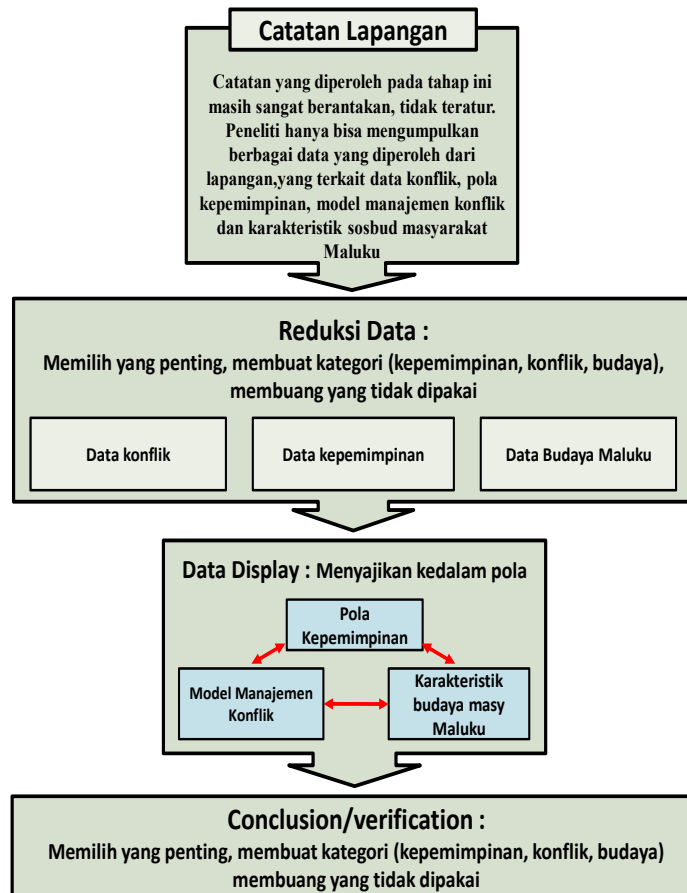 Catatan Lapangan
Catatan yang diperoleh pada tahap ini
masih sangat berantakan, tidak teratur.
Peneliti hanya bisa mengumpulkan
berbagai data yang diperoleh dari
lapangan,yang terkait data konflik, pola
kepemimpinan, model manajemen konflik
dan karakteristik sosbud masyarakat
Maluku
Reduksi Data :
Memilih yang penting, membuat kategori (kepemimpinan, konflik, budaya),
membuang yang tidak dipakai
Data konflik
Data kepemimpinan
Data Budaya Maluku
Data Display : Menyajikan kedalam pola
Pola
Kepemimpinan
Model Manajemen
Konflik
Karakteristik
budaya masy
Maluku
Conclusion/verification :
Memilih yang penting, membuat kategori (kepemimpinan, konflik, budaya)
membuang yang tidak dipakai